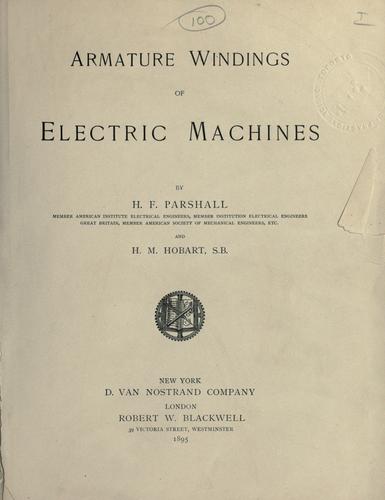 100
I
ARMATURE WINDINGS
OF
ELECTRIC MACHINES
BY
H. F. PARSHALL
MEMBER AMERICAN INSTITUTE ELECTRICAL ENGINEERS, MEMBER INSTITUTION ELECTRICAL ENGINEERS
GREAT BRITAIN, MEMBER AMERICAN SOCIETY OF MECHANICAL ENGINEERS, ETC.
AND
H. M. HOBART, S.B.
NEW YORK
D. VAN NOSTRAND COMPANY
LONDON
ROBERT W. BLACKWELL
39 VICTORIA STREET, WESTMINSTER
1895